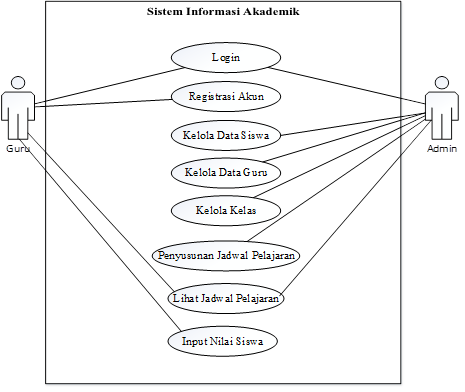 Sistem Informasi Akademik
Login
Registrasi Akun
Kelola Data Siswa
Guru
Admin
Kelola Data Guru
Kelola Kelas
Penyusunan Jadwal Pelajaran
Lihat Jadwal Pelajaran
Input Nilai Siswa